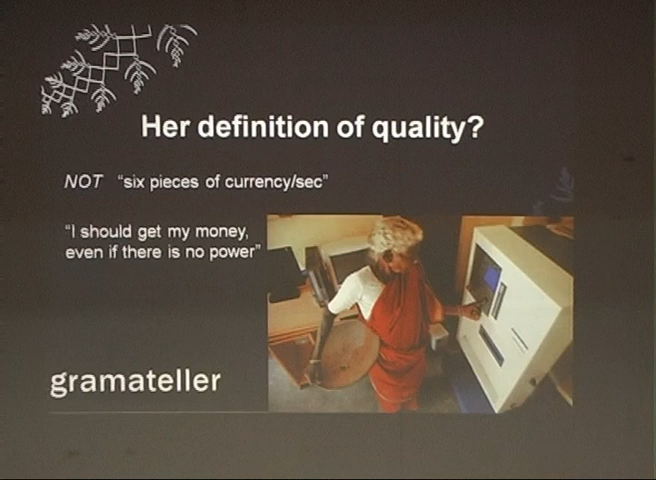 Her definition of quality?
NOT "six pieces of currency/sec"
"I should get my money,
even if there is no power"
gramateller